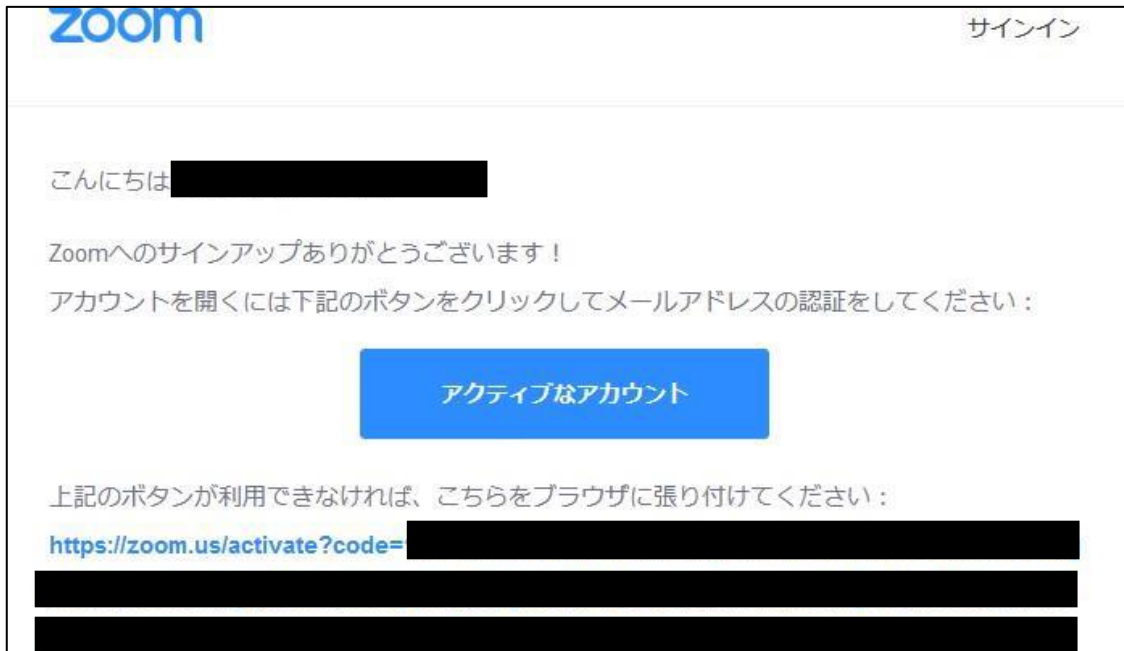 zoom
サインイン
こんにちは
Zoomへのサインアップありがとうございます！
アカウントを開くには下記のボタンをクリックしてメールアドレスの認証をしてください：
アクティブなアカウント
上記のボタンが利用できなければ、こちらをブラウザに張り付けてください：
https://zoom.us/activate?code=